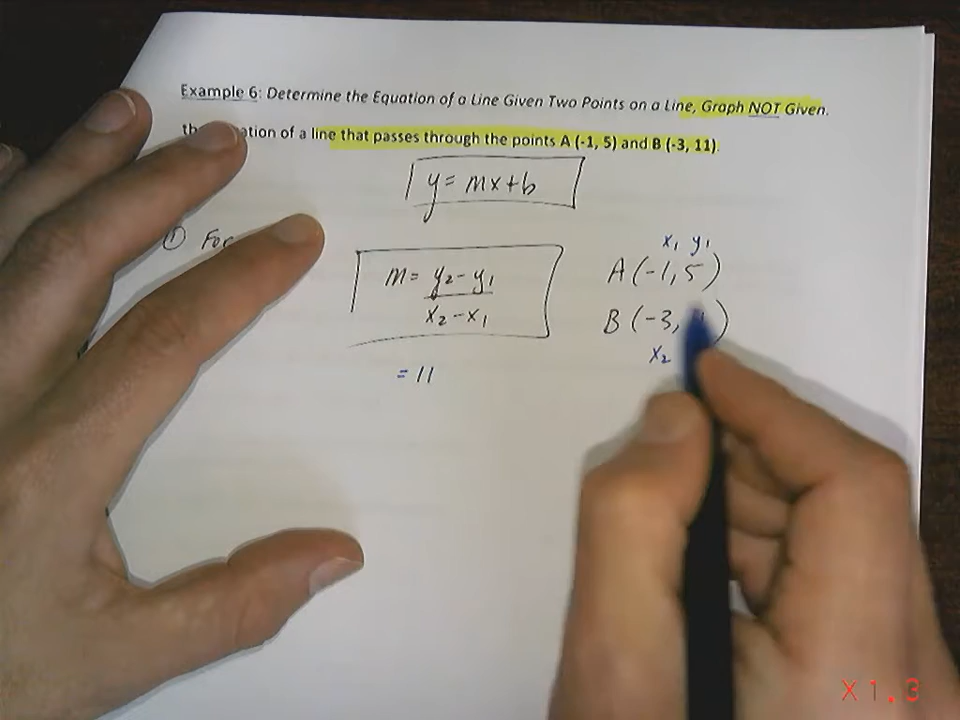 Example 6: Determine the Equation of a Line Given Two Points on a Line, Graph NOT Given.
of a line that passes through the points A (-1, 5) and B (-3, 11).
y = mx+b
①
x₁ y₁
m = y₂ - y₁
x₂ - x₁
A (-1, 5)
B (-3,
)
x₂
= 11
X1.3